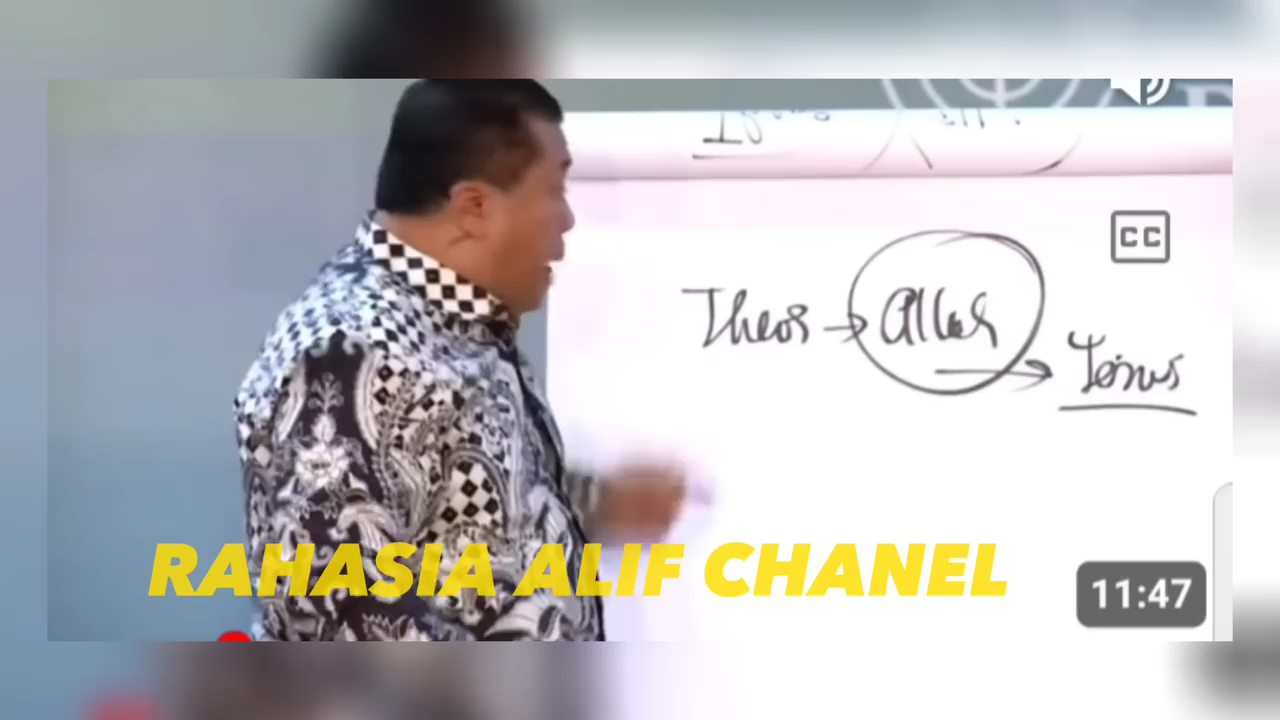 CC
Theos → Allah
→ Yesus
RAHASIA ALIF CHANEL
11:47